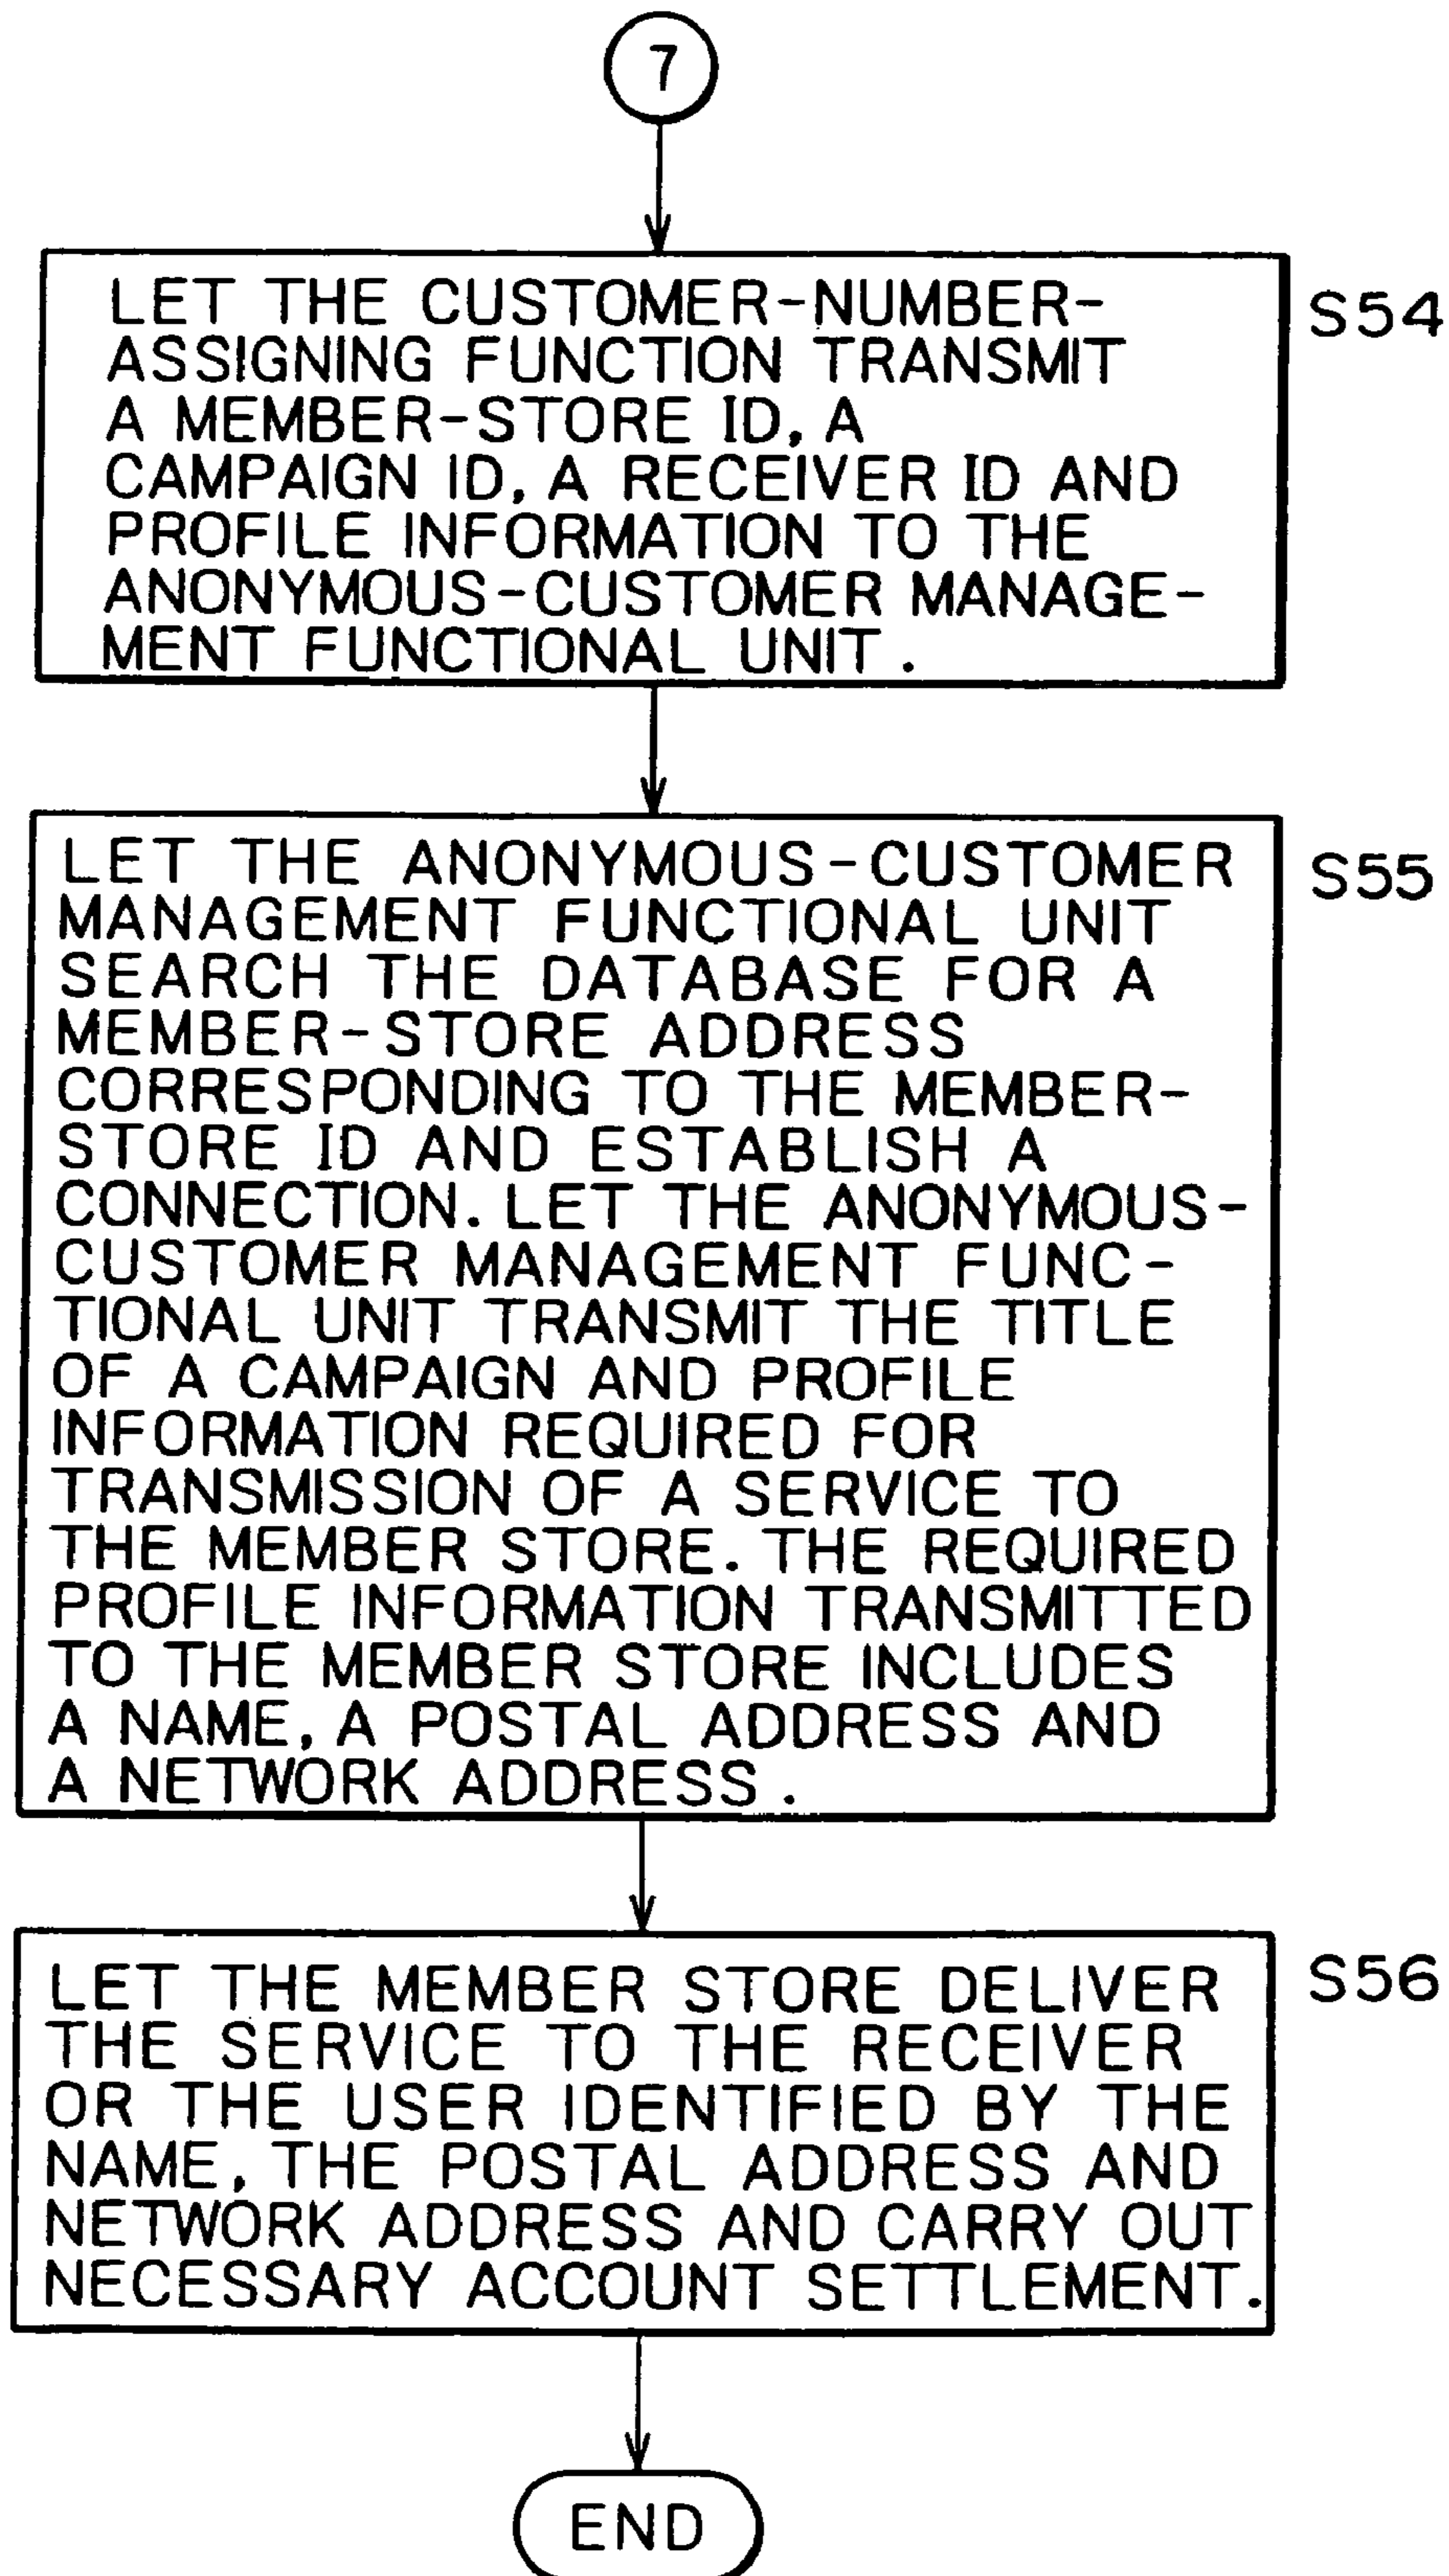 7
LET THE CUSTOMER-NUMBER-
ASSIGNING FUNCTION TRANSMIT
A MEMBER-STORE ID, A
CAMPAIGN ID, A RECEIVER ID AND
PROFILE INFORMATION TO THE
ANONYMOUS-CUSTOMER MANAGE-
MENT FUNCTIONAL UNIT.
S54
LET THE ANONYMOUS-CUSTOMER
MANAGEMENT FUNCTIONAL UNIT
SEARCH THE DATABASE FOR A
MEMBER-STORE ADDRESS
CORRESPONDING TO THE MEMBER-
STORE ID AND ESTABLISH A
CONNECTION. LET THE ANONYMOUS-
CUSTOMER MANAGEMENT FUNC-
TIONAL UNIT TRANSMIT THE TITLE
OF A CAMPAIGN AND PROFILE
INFORMATION REQUIRED FOR
TRANSMISSION OF A SERVICE TO
THE MEMBER STORE. THE REQUIRED
PROFILE INFORMATION TRANSMITTED
TO THE MEMBER STORE INCLUDES
A NAME, A POSTAL ADDRESS AND
A NETWORK ADDRESS.
S55
LET THE MEMBER STORE DELIVER
THE SERVICE TO THE RECEIVER
OR THE USER IDENTIFIED BY THE
NAME, THE POSTAL ADDRESS AND
NETWORK ADDRESS AND CARRY OUT
NECESSARY ACCOUNT SETTLEMENT.
S56
END